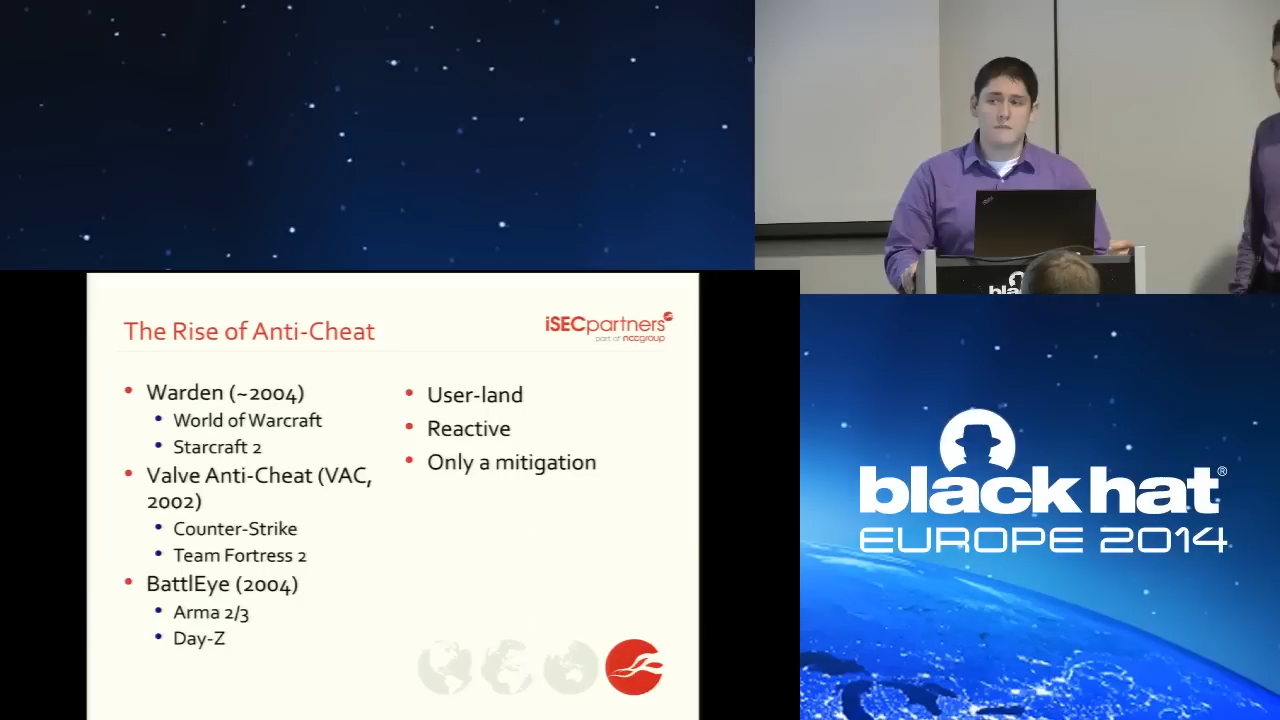 The Rise of Anti-Cheat
iSECpartners
part of nccgroup
Warden (~2004)
World of Warcraft
Starcraft 2
Valve Anti-Cheat (VAC,
2002)
Counter-Strike
Team Fortress 2
BattlEye (2004)
Arma 2/3
Day-Z
User-land
Reactive
Only a mitigation
black hat®
EUROPE 2014